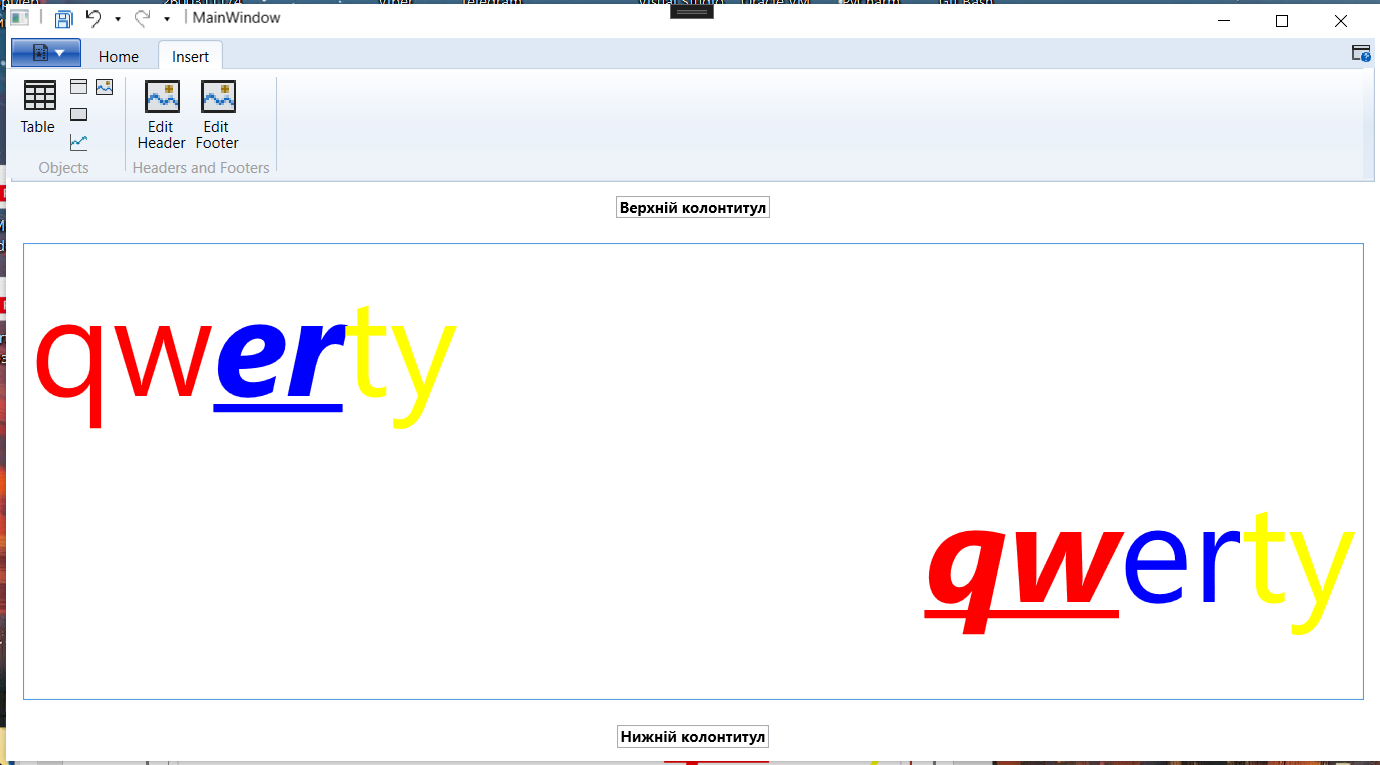 MainWindow
Home Insert
Table
Edit Header
Edit Footer
Objects
Headers and Footers
Верхній колонтитул
qwerty
qwerty
Нижній колонтитул